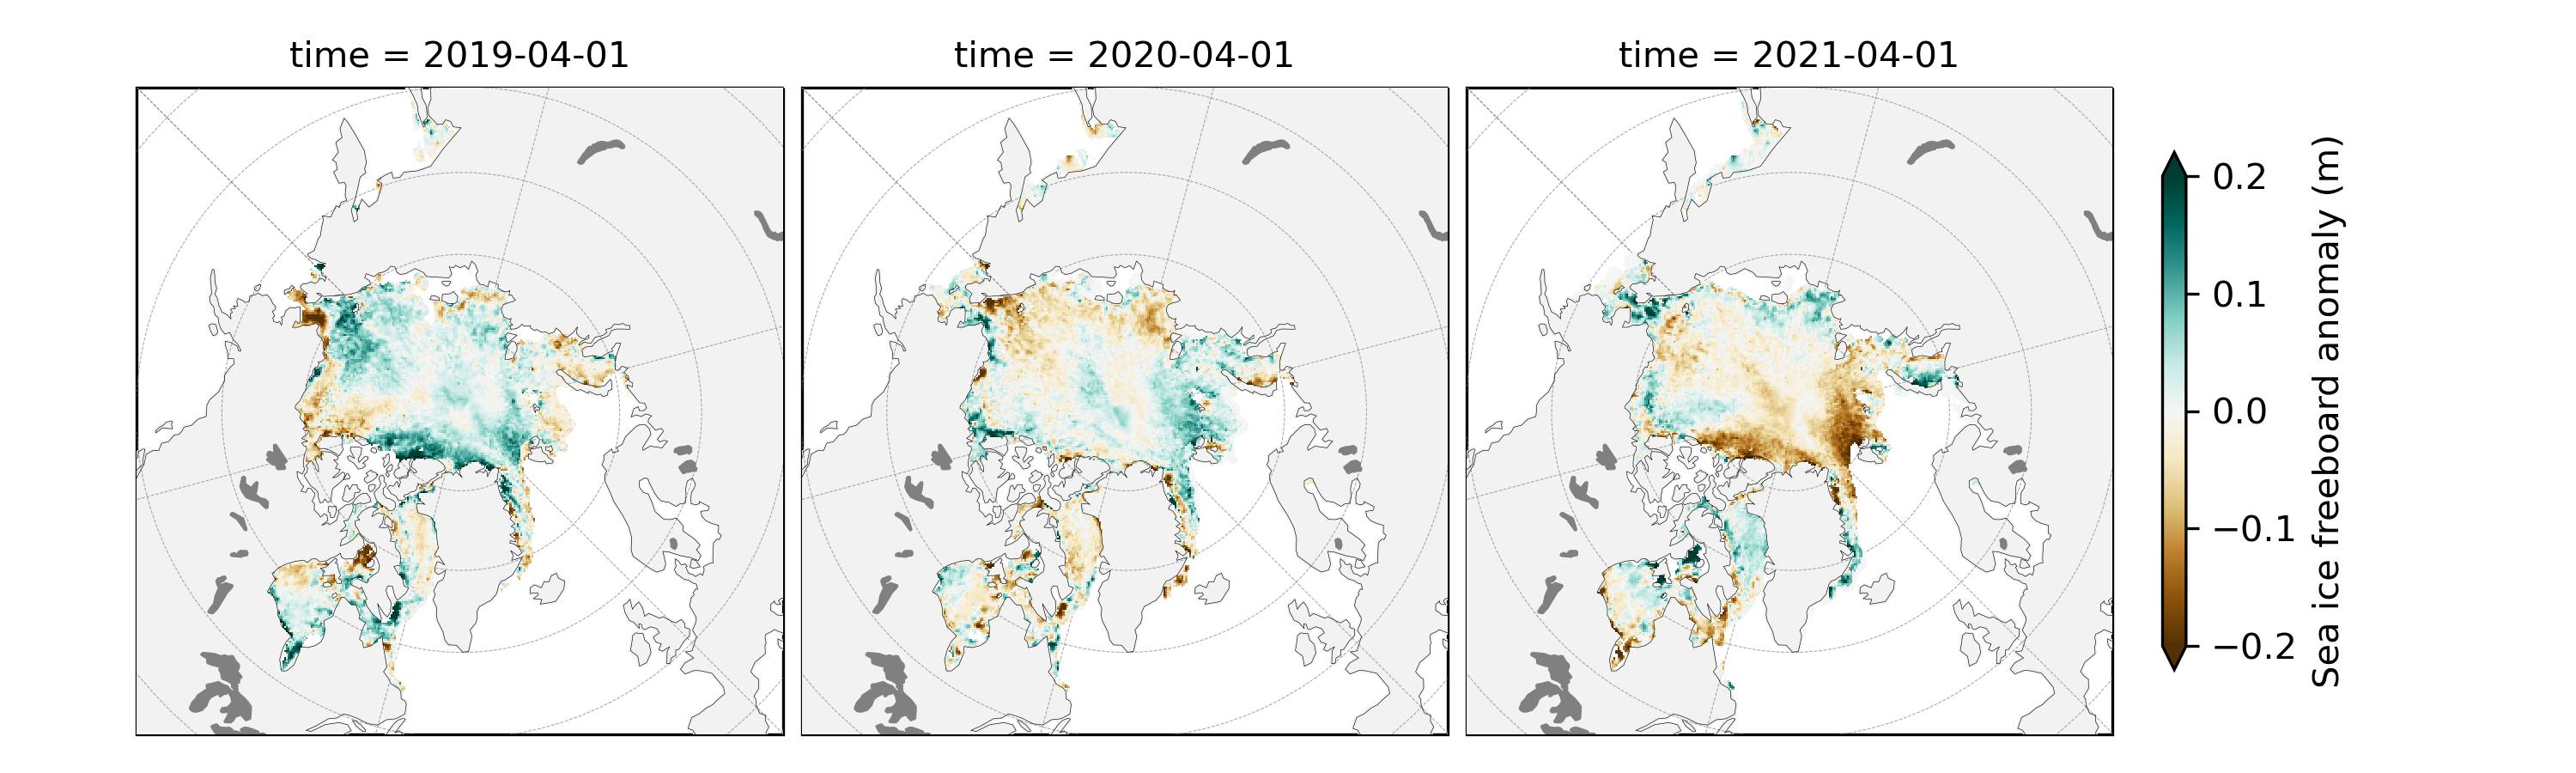 time = 2019-04-01
time = 2020-04-01
time = 2021-04-01
0.2
0.1
0.0
−0.1
−0.2
Sea ice freeboard anomaly (m)